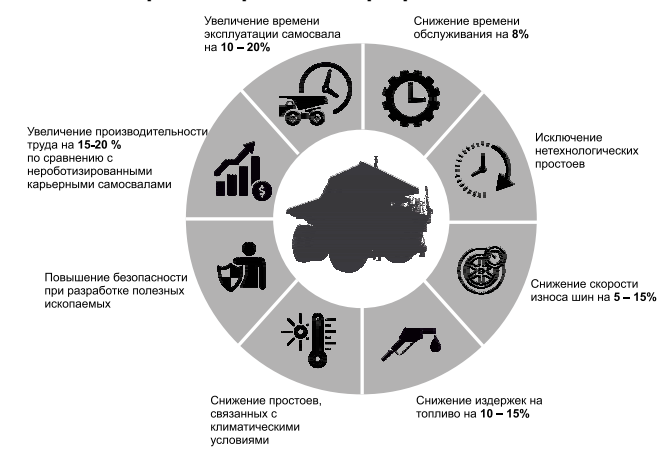 Увеличение времени
эксплуатации самосвала
на 10 – 20%
Снижение времени
обслуживания на 8%
Исключение
нетехнологических
простоев
Снижение скорости
износа шин на 5 – 15%
Снижение издержек на
топливо на 10 – 15%
Снижение простоев,
связанных с
климатическими
условиями
Повышение безопасности
при разработке полезных
ископаемых
Увеличение производительности
труда на 15-20 %
по сравнению с
нероботизированными
карьерными самосвалами